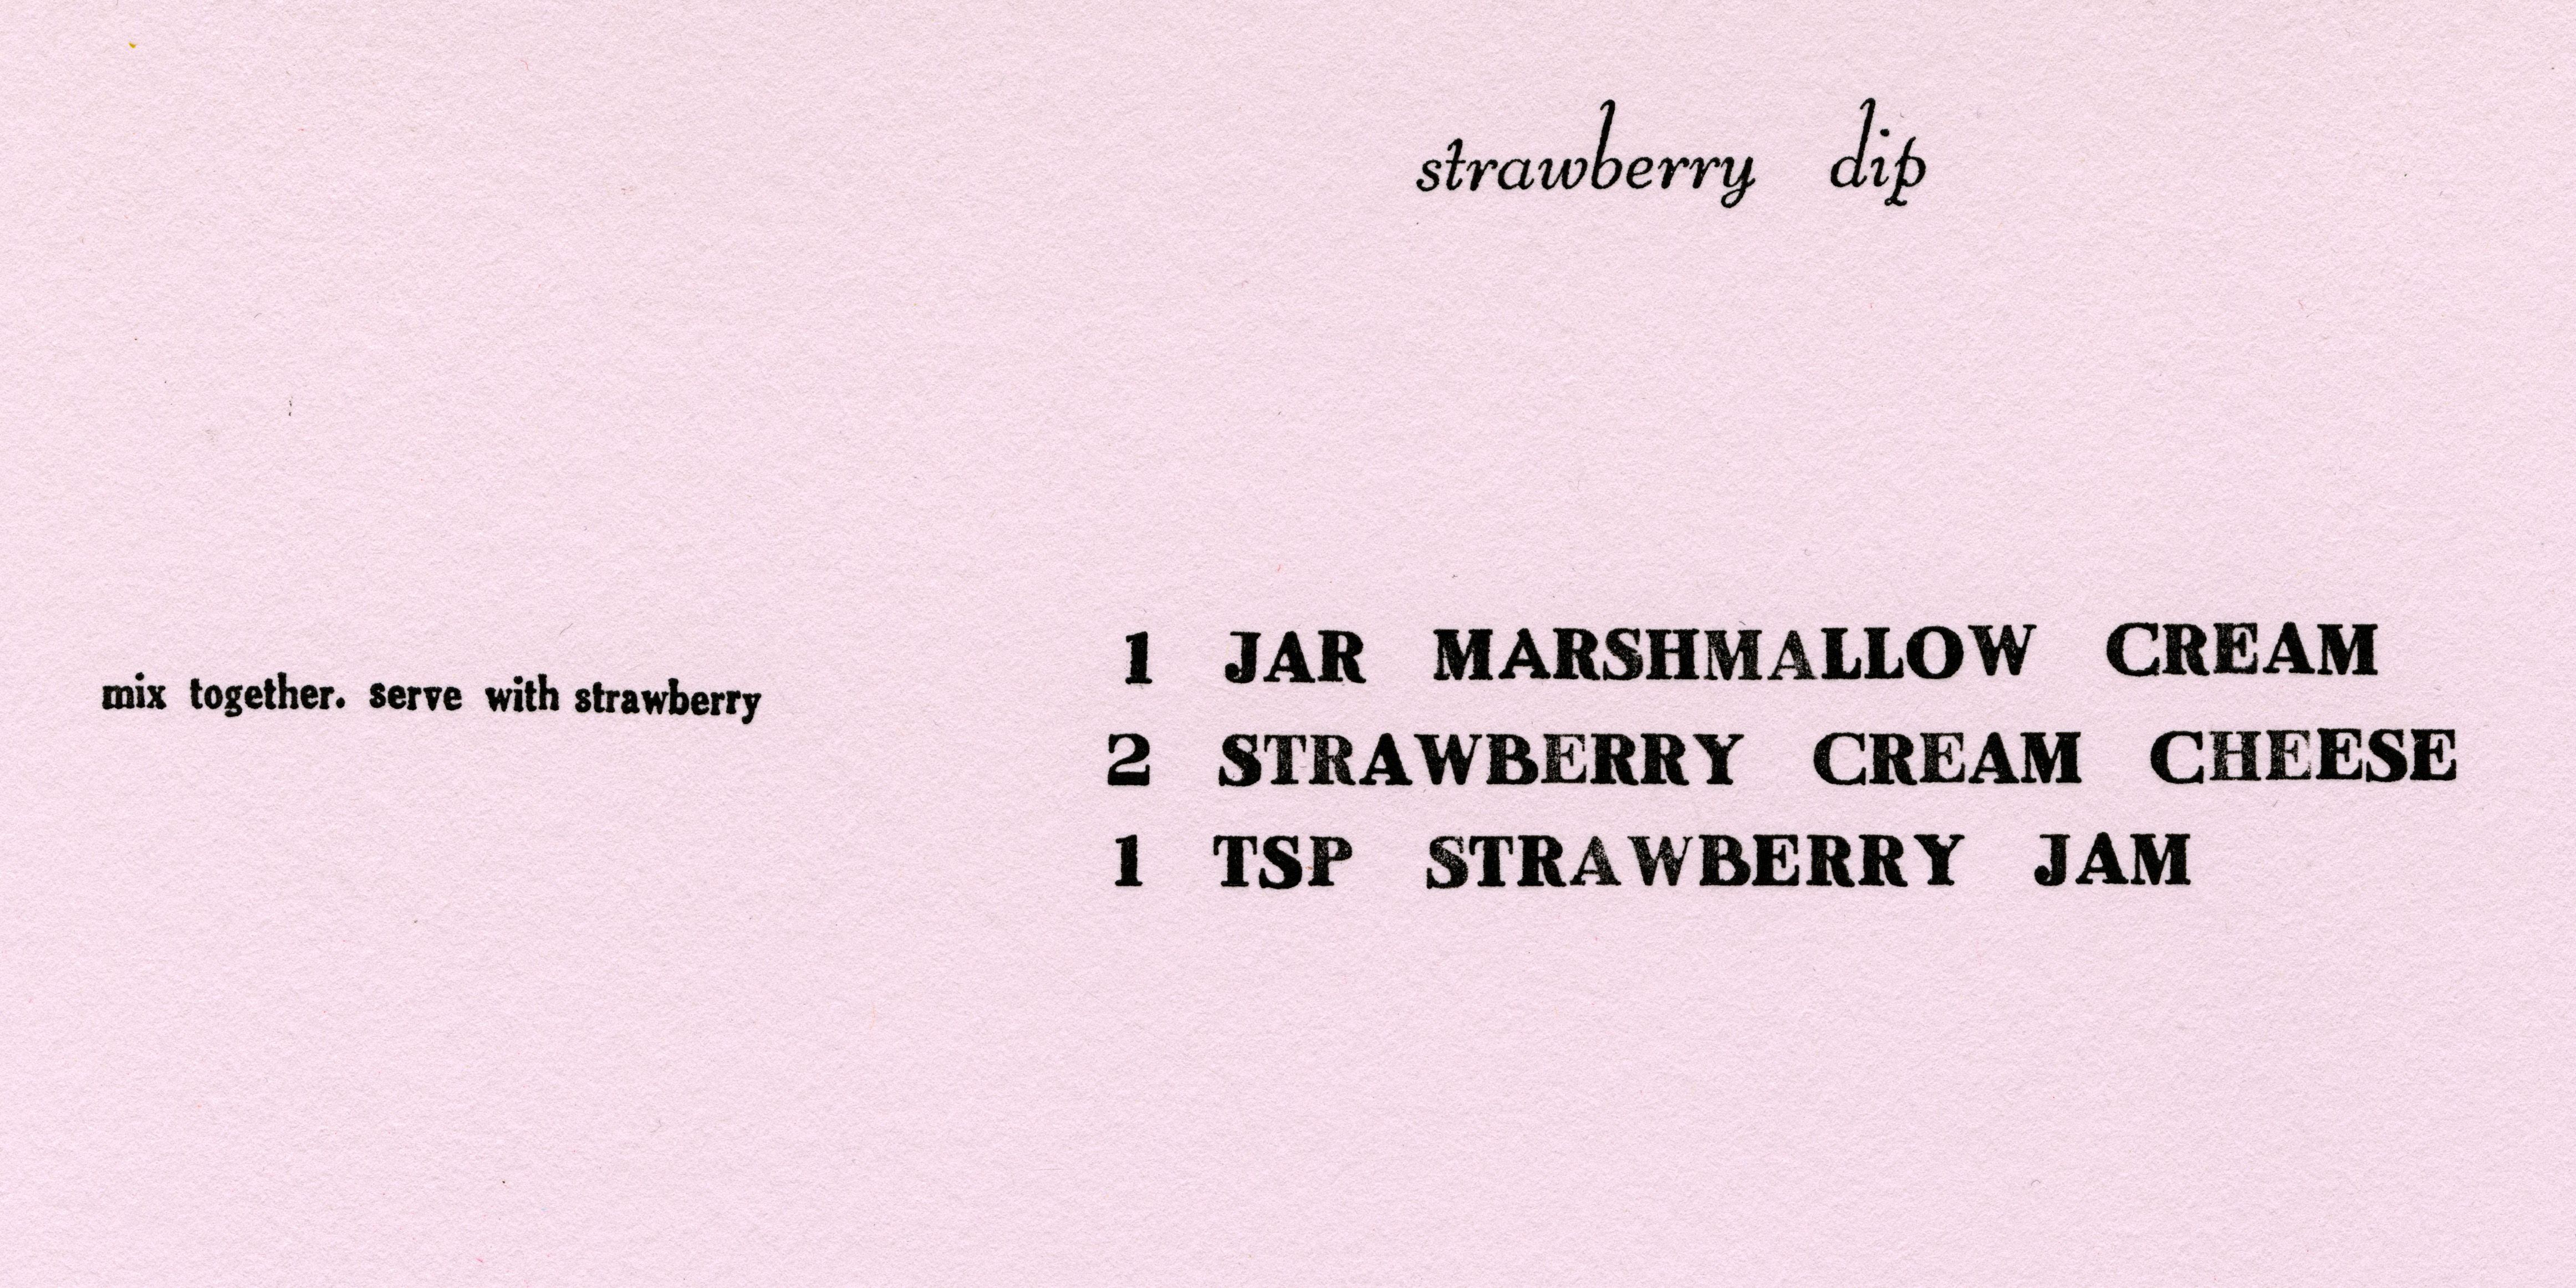 strawberry dip
mix together. serve with strawberry
1 JAR MARSHMALLOW CREAM
2 STRAWBERRY CREAM CHEESE
1 TSP STRAWBERRY JAM